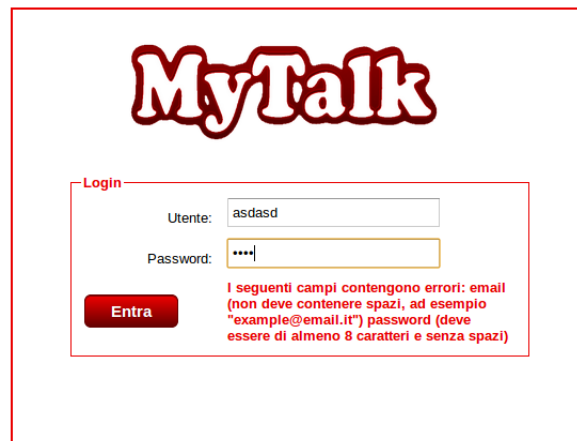 MyTalk
Login
Utente: asdasd
Password: ••••
I seguenti campi contengono errori: email
(non deve contenere spazi, ad esempio
"example@email.it") password (deve
essere di almeno 8 caratteri e senza spazi)
Entra